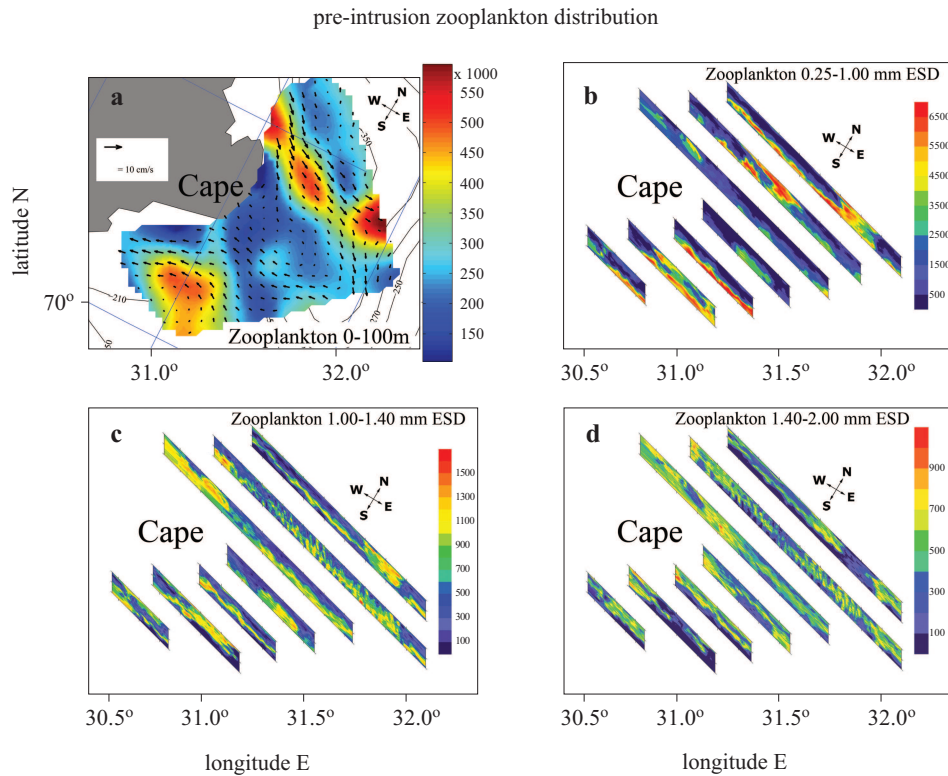 pre-intrusion zooplankton distribution
a
x 1000
550
500
450
400
350
300
250
200
150
N
W
E
S
350
= 10 cm/s
Cape
latitude N
70°
210
250
270
Zooplankton 0-100m
31.0° 32.0°
Zooplankton 0.25-1.00 mm ESD
b
N
W
E
S
Cape
6500
5500
4500
3500
2500
1500
500
30.5° 31.0° 31.5° 32.0°
Zooplankton 1.00-1.40 mm ESD
c
N
W
E
S
Cape
1500
1300
1100
900
700
500
300
100
30.5° 31.0° 31.5° 32.0°
longitude E
Zooplankton 1.40-2.00 mm ESD
d
N
W
E
S
Cape
900
700
500
300
100
30.5° 31.0° 31.5° 32.0°
longitude E